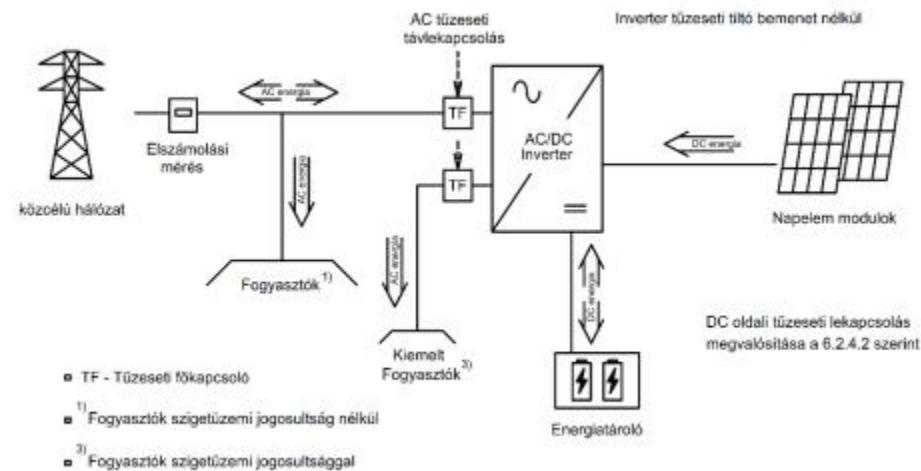 AC tűzeseti
távlekapcsolás
Inverter tűzeseti tiltó bemenet nélkül
AC energia
TF
AC/DC
Inverter
DC energia
Elszámolási
mérés
AC energia
TF
közcélú hálózat
Napelem modulok
Fogyasztók 1)
AC energia
DC energia
DC oldali tűzeseti lekapcsolás
megvalósítása a 6.2.4.2 szerint
Kiemelt
Fogyasztók 3)
TF - Tűzeseti főkapcsoló
1) Fogyasztók szigetüzemi jogosultság nélkül
Energiatároló
3) Fogyasztók szigetüzemi jogosultsággal